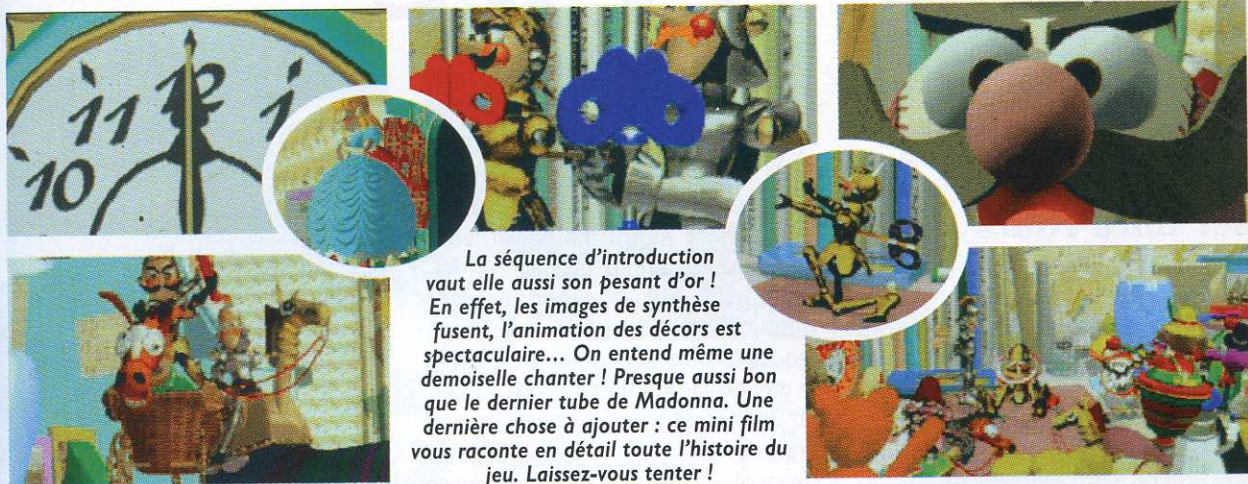 11
12
1
10
La séquence d'introduction
vaut elle aussi son pesant d'or !
En effet, les images de synthèse
fusent, l'animation des décors est
spectaculaire... On entend même une
demoiselle chanter ! Presque aussi bon
que le dernier tube de Madonna. Une
dernière chose à ajouter : ce mini film
vous raconte en détail toute l'histoire du
jeu. Laissez-vous tenter !